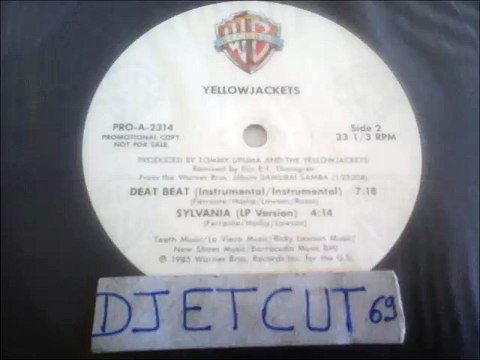 WB
YELLOWJACKETS
PRO-A-2314
PROMOTIONAL COPY
NOT FOR SALE
Side 2
33 1/3 RPM
PRODUCED BY TOMMY LIPUMA AND THE YELLOWJACKETS
Remixed by Eric E.T. Thorngren
From the Warner Bros. album SAMURAI SAMBA (1-25204)
DEAT BEAT (Instrumental/Instrumental) 7:18
(Ferrante/Haslip/Lawson/Russo)
SYLVANIA (LP Version) 4:14
(Ferrante/Haslip/Lawson)
Teeth Music/La Viera Music/Ricky Lawson Music/
New Shoes Music/Barracuda Music BMI
℗ 1985 Warner Bros. Records Inc. for the U.S.
DJETCUT 69